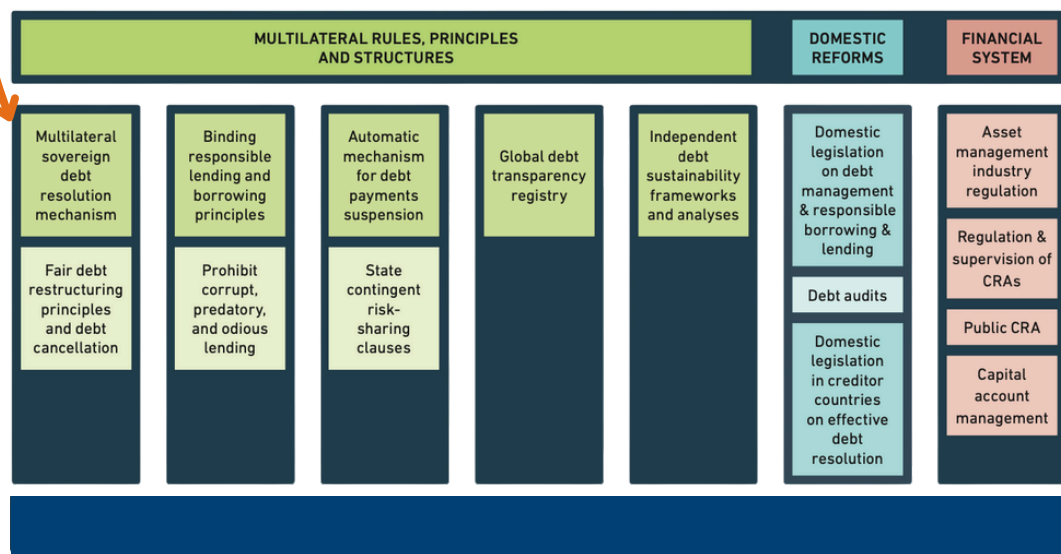 MULTILATERAL RULES, PRINCIPLES
AND STRUCTURES
DOMESTIC
REFORMS
FINANCIAL
SYSTEM
Multilateral
sovereign
debt
resolution
mechanism
Fair debt
restructuring
principles
and debt
cancellation
Binding
responsible
lending and
borrowing
principles
Prohibit
corrupt,
predatory,
and odious
lending
Automatic
mechanism
for debt
payments
suspension
State
contingent
risk-
sharing
clauses
Global debt
transparency
registry
Independent
debt
sustainability
frameworks
and analyses
Domestic
legislation
on debt
management
& responsible
borrowing &
lending
Debt audits
Domestic
legislation
in creditor
countries
on effective
debt
resolution
Asset
management
industry
regulation
Regulation &
supervision of
CRAs
Public CRA
Capital
account
management